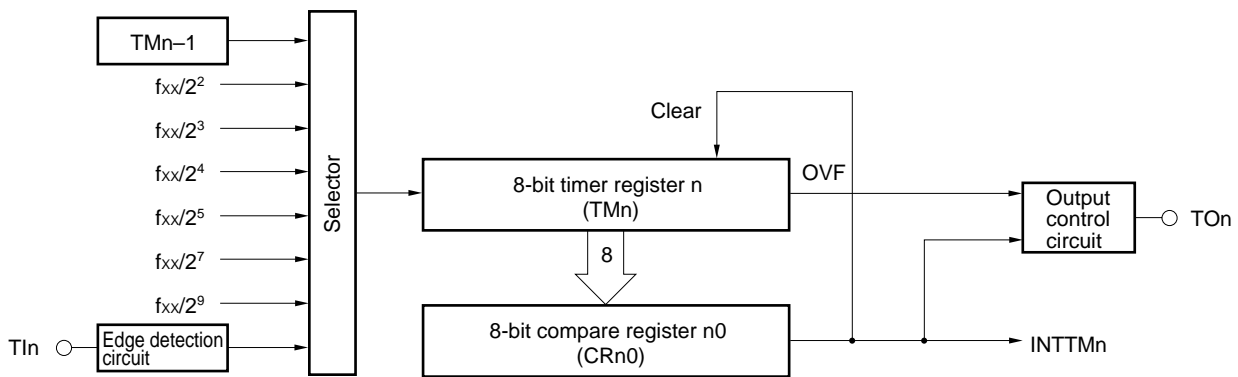 TMn–1
fxx/2²
fxx/2³
fxx/2⁴
fxx/2⁵
fxx/2⁷
fxx/2⁹
TIn
Edge detection
circuit
Selector
Clear
8-bit timer register n
(TMn)
OVF
8
8-bit compare register n0
(CRn0)
Output
control
circuit
TOn
INTTMn